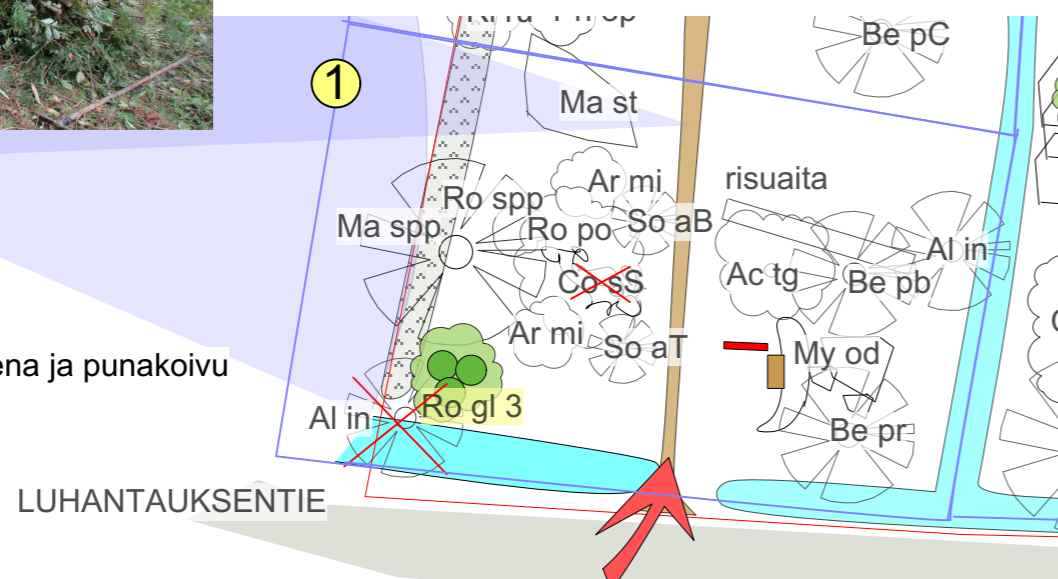 Be pC
1
Ma st
Ar mi
risuaita
Ro spp
Ma spp
Ro po
So aB
Al in
Co sS
Ac tg
Be pb
Ar mi
So aT
My od
ena ja punakoivu
Ro gl 3
Al in
Be pr
LUHANTAUKSENTIE